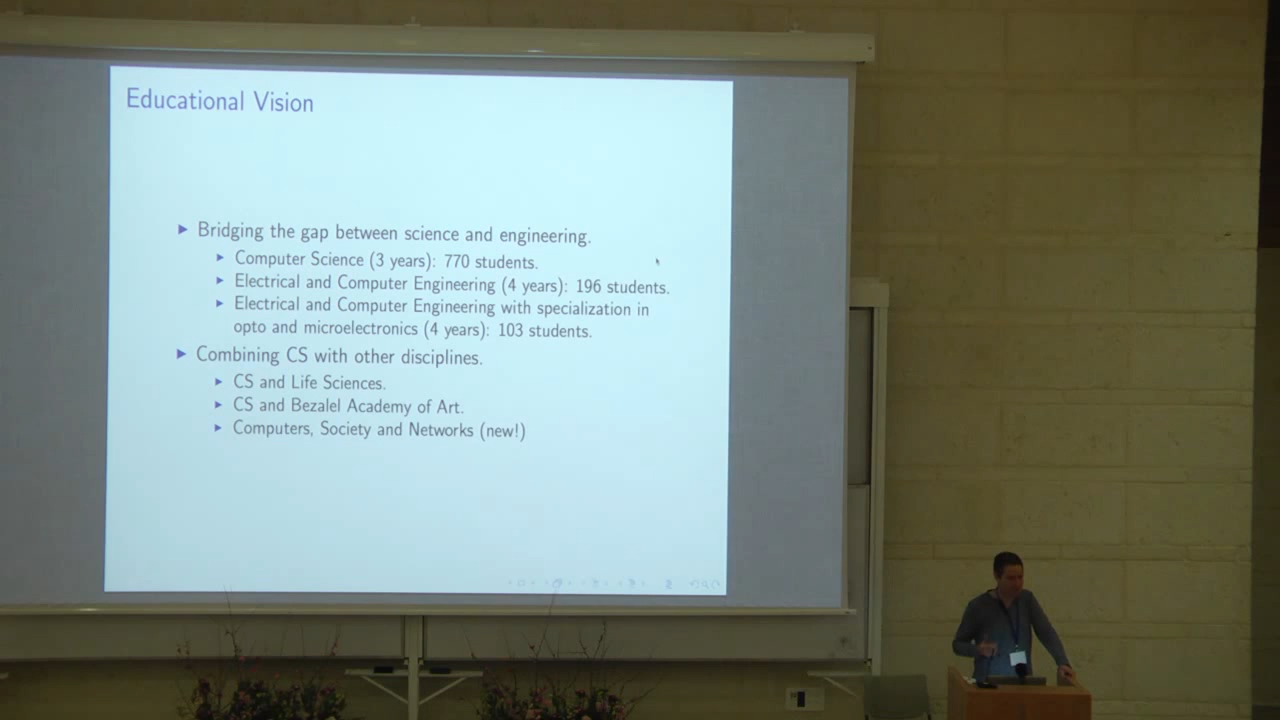 Educational Vision
▶ Bridging the gap between science and engineering.
▶ Computer Science (3 years): 770 students.
▶ Electrical and Computer Engineering (4 years): 196 students.
▶ Electrical and Computer Engineering with specialization in
opto and microelectronics (4 years): 103 students.
▶ Combining CS with other disciplines.
▶ CS and Life Sciences.
▶ CS and Bezalel Academy of Art.
▶ Computers, Society and Networks (new!)